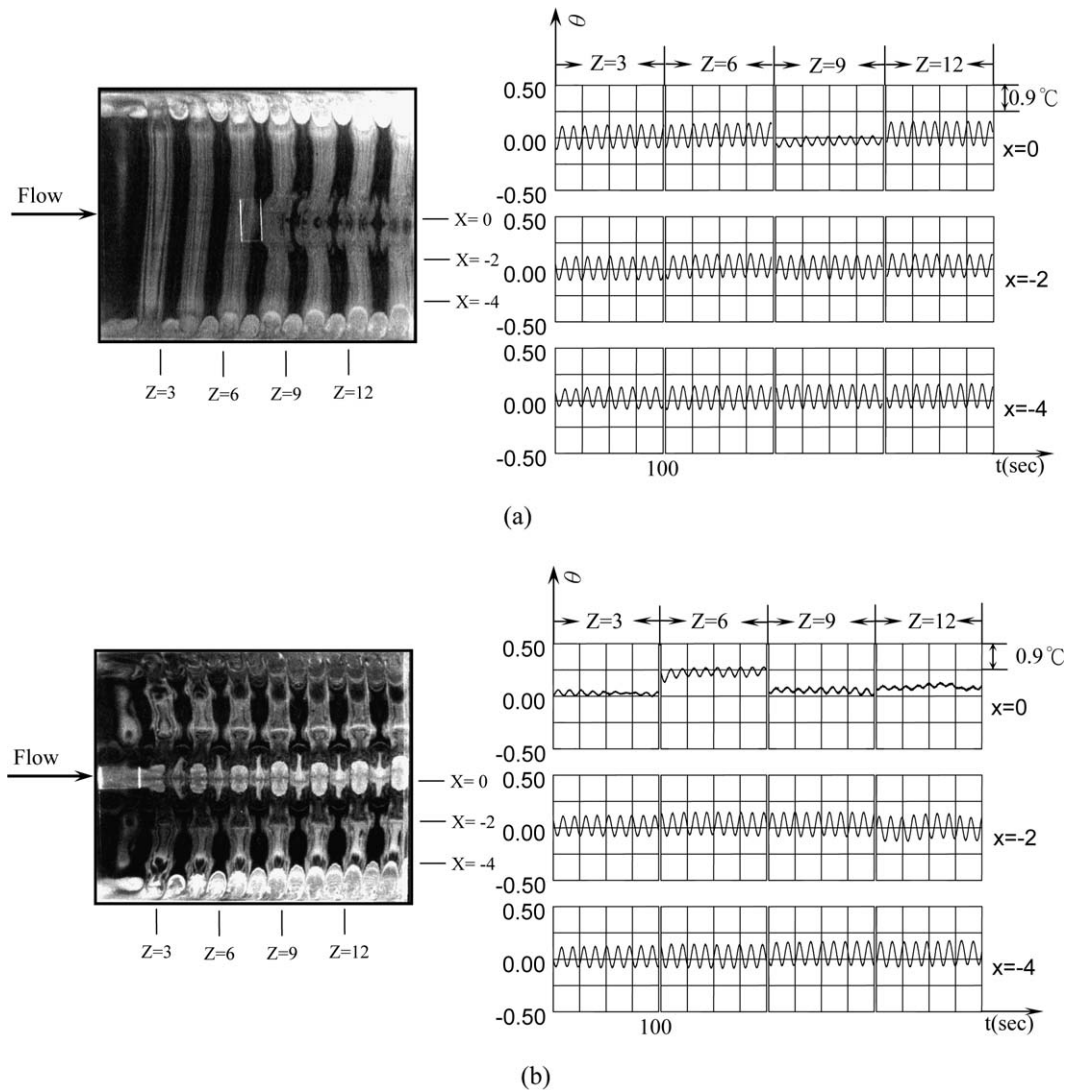 θ
Z=3 Z=6 Z=9 Z=12
0.50
0.9℃
0.00
x=0
-0.50
Flow
X= 0
X= -2
X= -4
0.50
0.00
x=-2
-0.50
Z=3 Z=6 Z=9 Z=12
0.50
0.00
x=-4
-0.50
100
t(sec)
(a)
θ
Z=3 Z=6 Z=9 Z=12
0.50
0.9℃
0.00
x=0
-0.50
Flow
X= 0
X= -2
X= -4
0.50
0.00
x=-2
-0.50
Z=3 Z=6 Z=9 Z=12
0.50
0.00
x=-4
-0.50
100
t(sec)
(b)